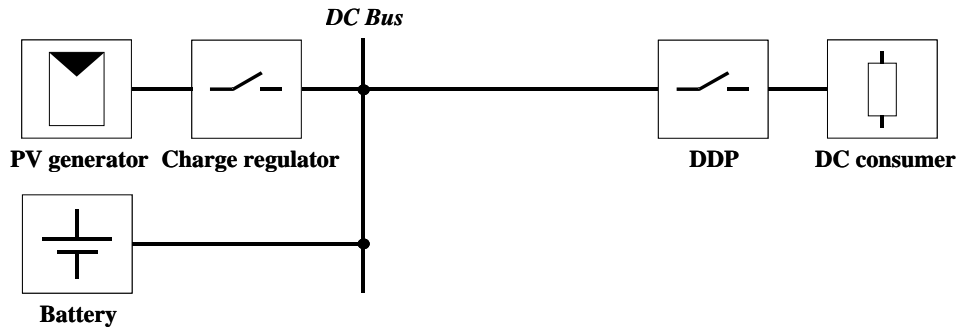 DC Bus
PV generator
Charge regulator
DDP
DC consumer
Battery